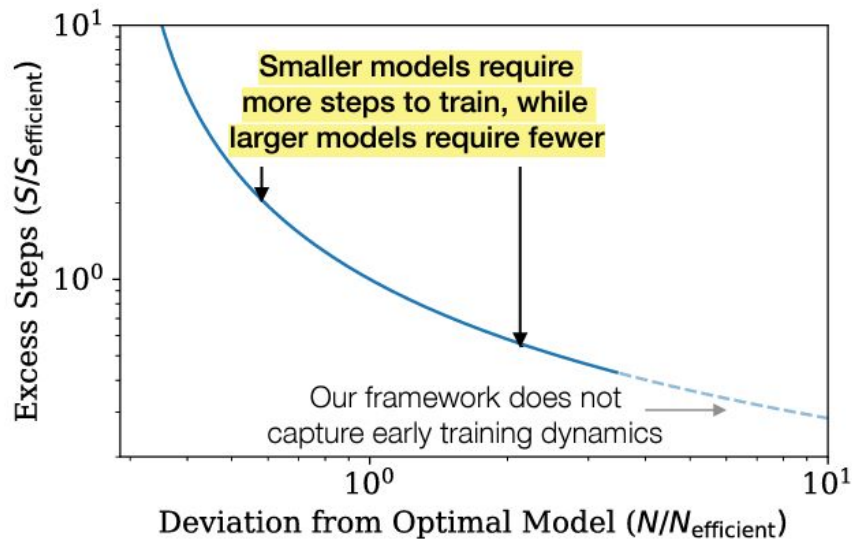 10¹
Smaller models require
more steps to train, while
larger models require fewer
Excess Steps (S/S_efficient)
10⁰
Our framework does not
capture early training dynamics
10⁰
10¹
Deviation from Optimal Model (N/N_efficient)